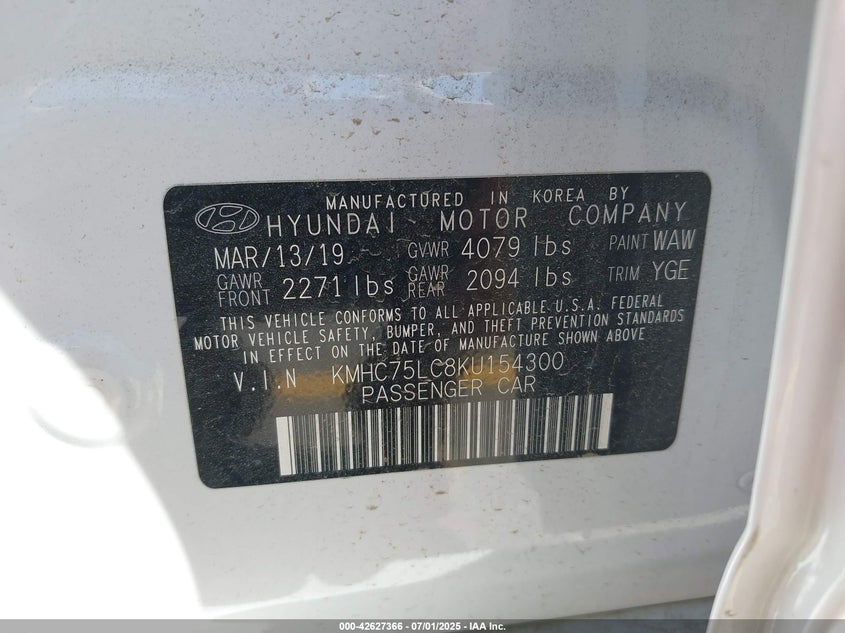 MANUFACTURED IN KOREA BY
HYUNDAI MOTOR COMPANY
MAR/13/19 GVWR 4079 lbs PAINT WAW
GAWR FRONT 2271 lbs GAWR REAR 2094 lbs TRIM YGE
THIS VEHICLE CONFORMS TO ALL APPLICABLE U.S.A. FEDERAL
MOTOR VEHICLE SAFETY, BUMPER, AND THEFT PREVENTION STANDARDS
IN EFFECT ON THE DATE OF MANUFACTURE SHOWN ABOVE
V.I.N KMHC75LC8KU154300
PASSENGER CAR
000-42627366 - 07/01/2025 - IAA Inc.